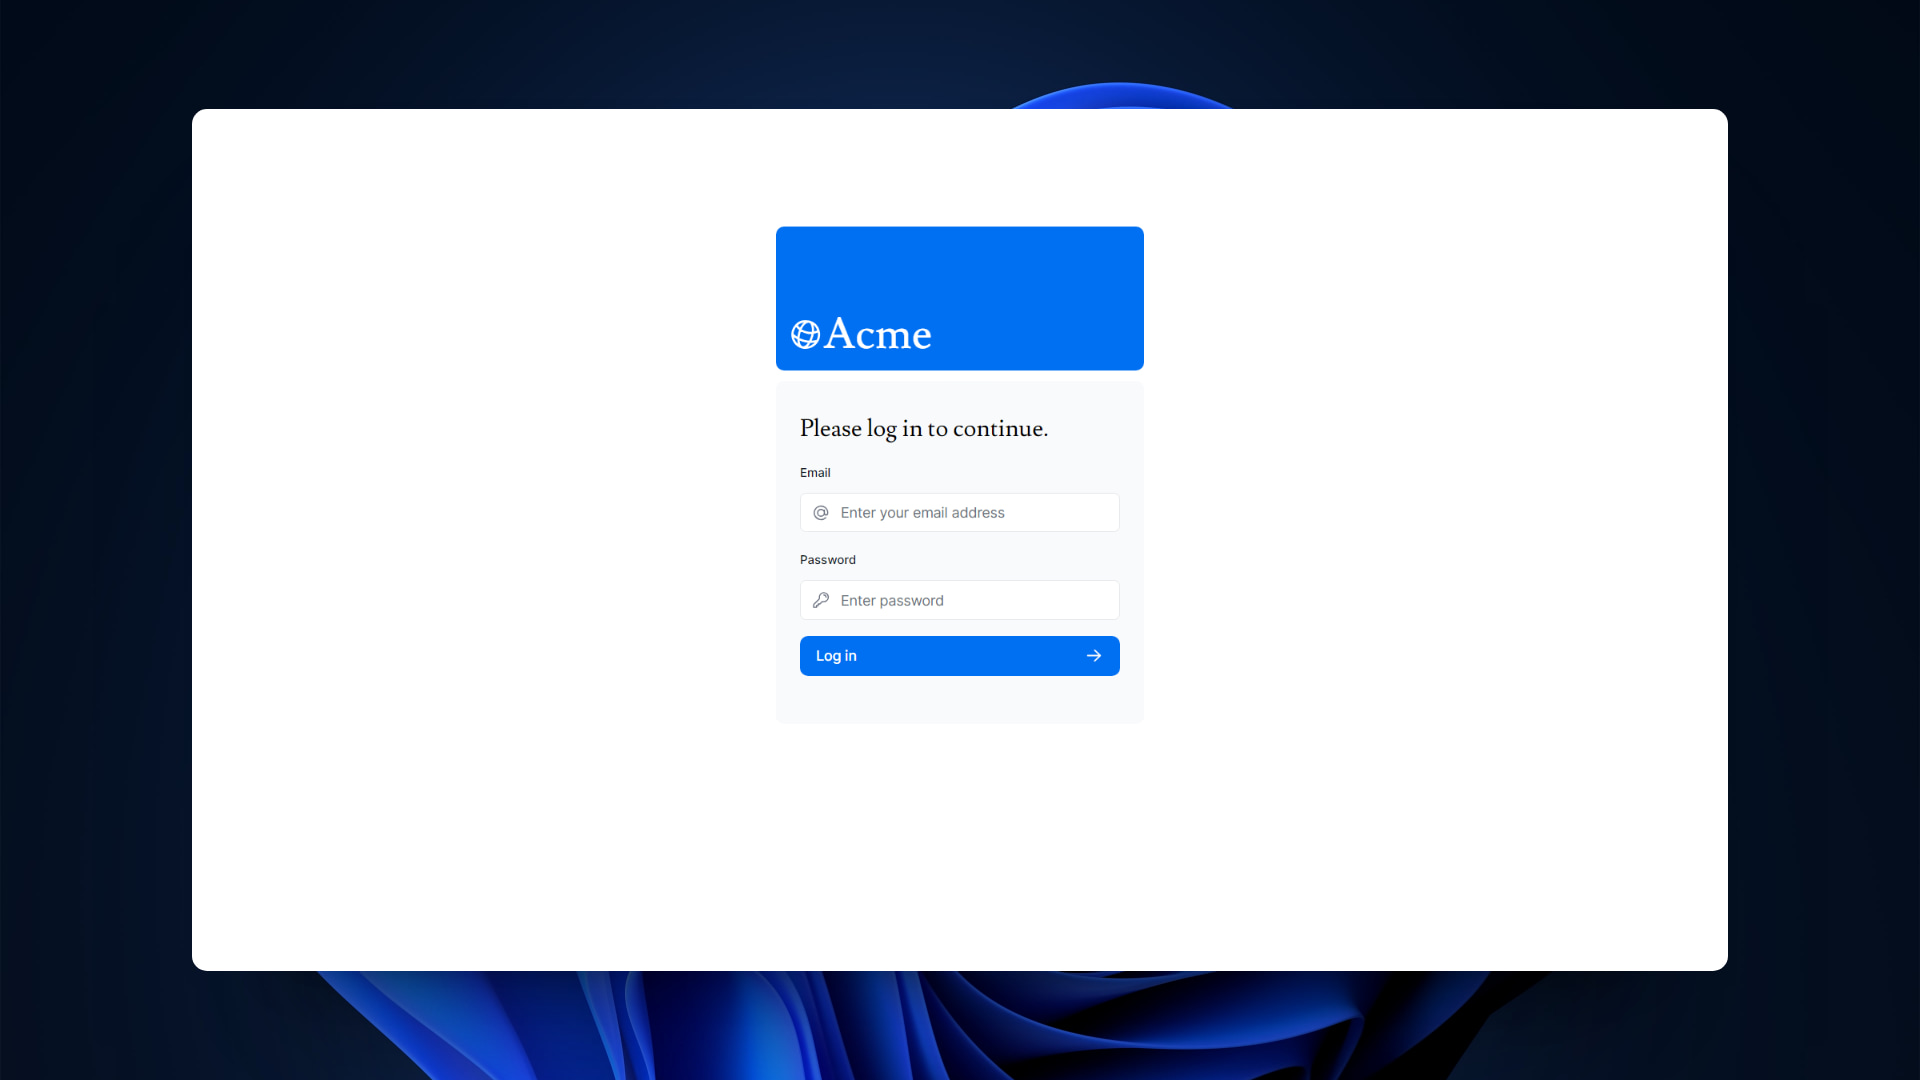 Acme
Please log in to continue.
Email
Enter your email address
Password
Enter password
Log in